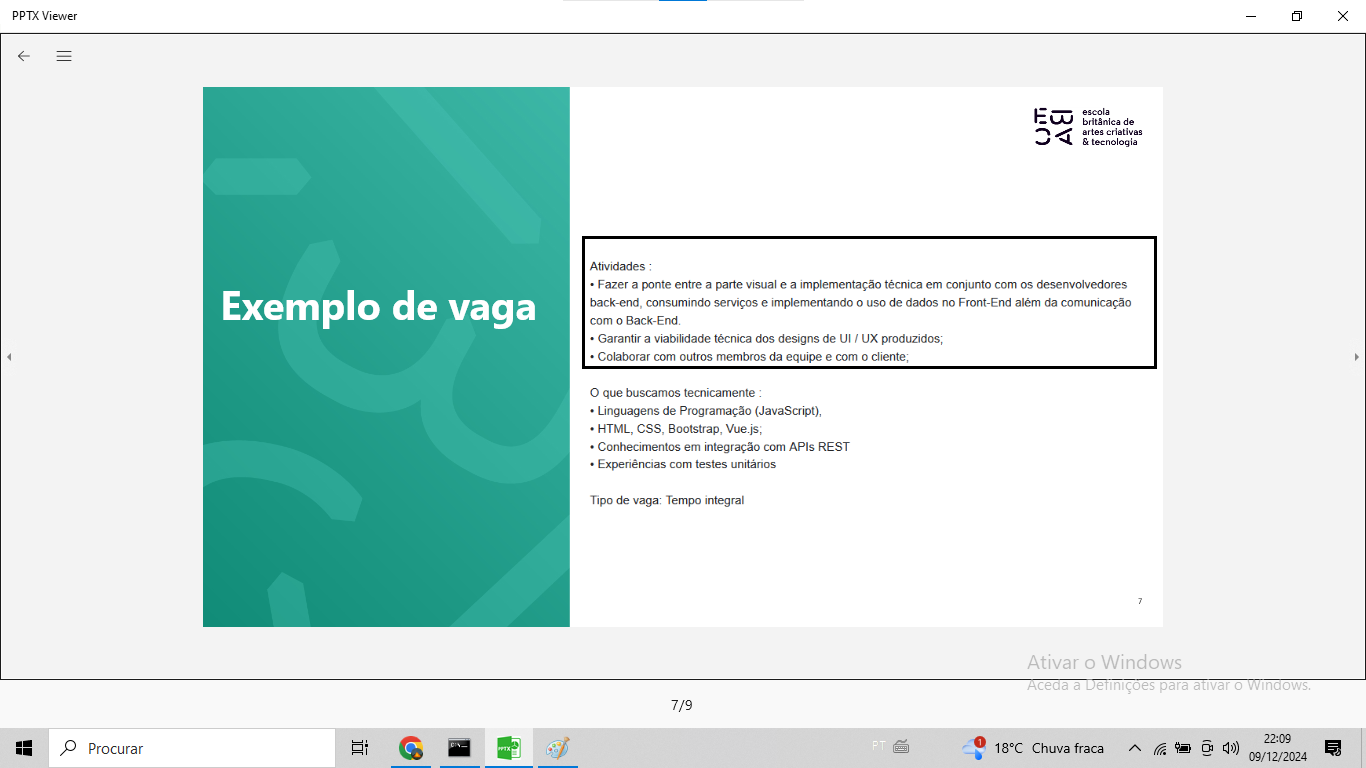 PPTX Viewer
EBAC
escola
britânica de
artes criativas
& tecnologia
Exemplo de vaga
Atividades :
• Fazer a ponte entre a parte visual e a implementação técnica em conjunto com os desenvolvedores
back-end, consumindo serviços e implementando o uso de dados no Front-End além da comunicação
com o Back-End.
• Garantir a viabilidade técnica dos designs de UI / UX produzidos;
• Colaborar com outros membros da equipe e com o cliente;
O que buscamos tecnicamente :
• Linguagens de Programação (JavaScript),
• HTML, CSS, Bootstrap, Vue.js;
• Conhecimentos em integração com APIs REST
• Experiências com testes unitários
Tipo de vaga: Tempo integral
7
Ativar o Windows
Aceda a Definições para ativar o Windows.
7/9
Procurar
PPTX
PT
1
18°C Chuva fraca
22:09
09/12/2024